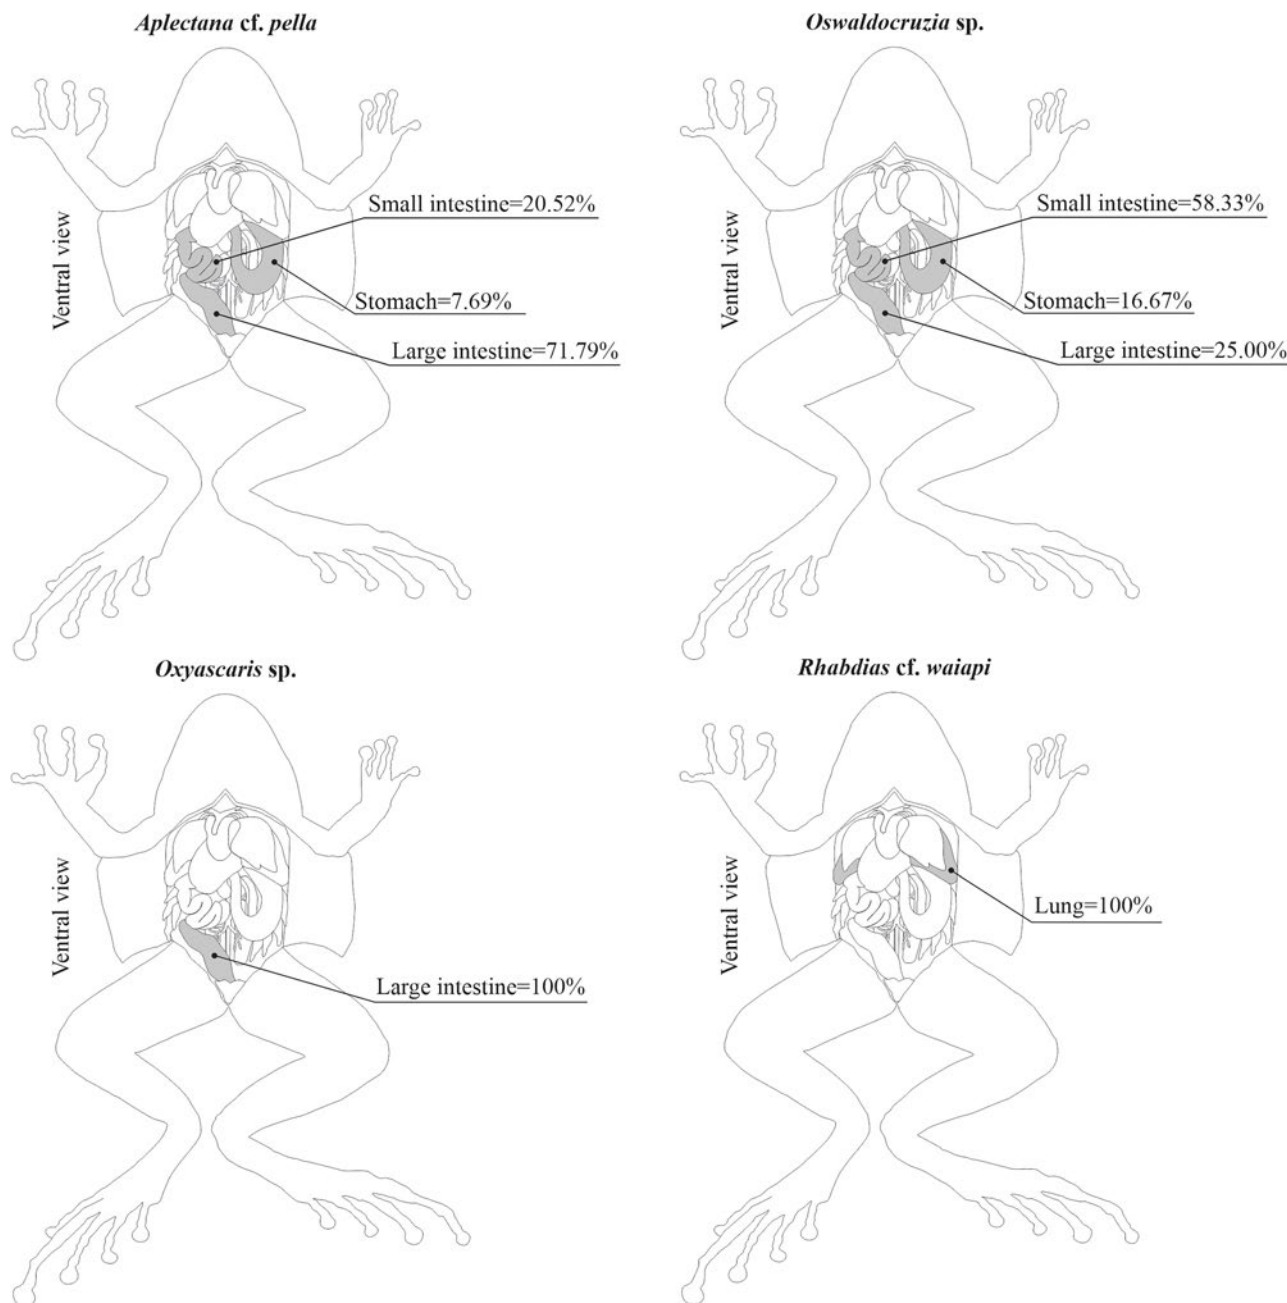 Aplectana cf. pella
Ventral view
Small intestine=20.52%
Stomach=7.69%
Large intestine=71.79%
Oswaldocruzia sp.
Ventral view
Small intestine=58.33%
Stomach=16.67%
Large intestine=25.00%
Oxyascaris sp.
Ventral view
Large intestine=100%
Rhabdias cf. waiapi
Ventral view
Lung=100%